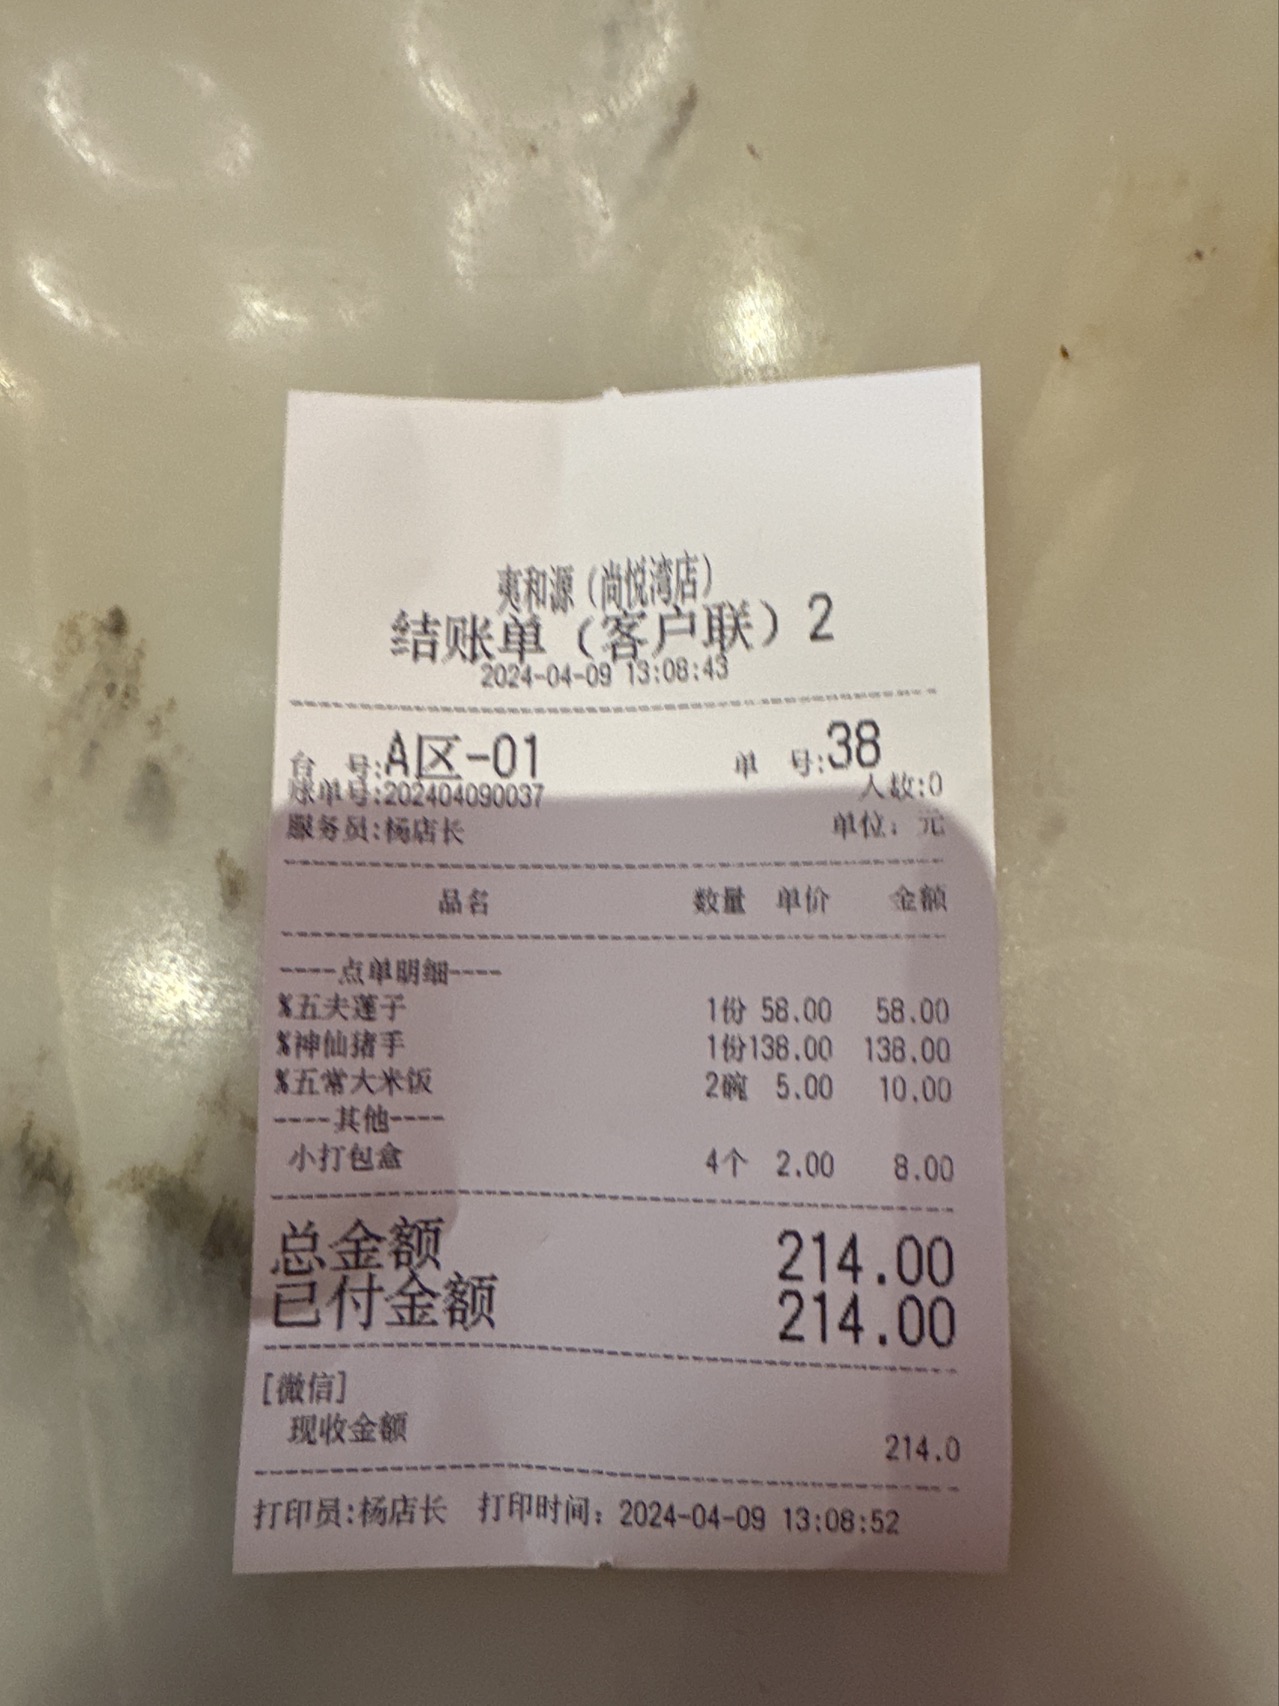 夷和源（尚悦湾店）
结账单（客户联）2
2024-04-09 13:08:43
台 号:A区-01 单 号:38
账单号:202404090037 人数:0
服务员:杨店长 单位：元
品名 数量 单价 金额
----点单明细----
%五夫莲子 1份 58.00 58.00
%神仙猪手 1份138.00 138.00
%五常大米饭 2碗 5.00 10.00
----其他----
小打包盒 4个 2.00 8.00
总金额 214.00
已付金额 214.00
[微信]
现收金额 214.0
打印员:杨店长 打印时间：2024-04-09 13:08:52